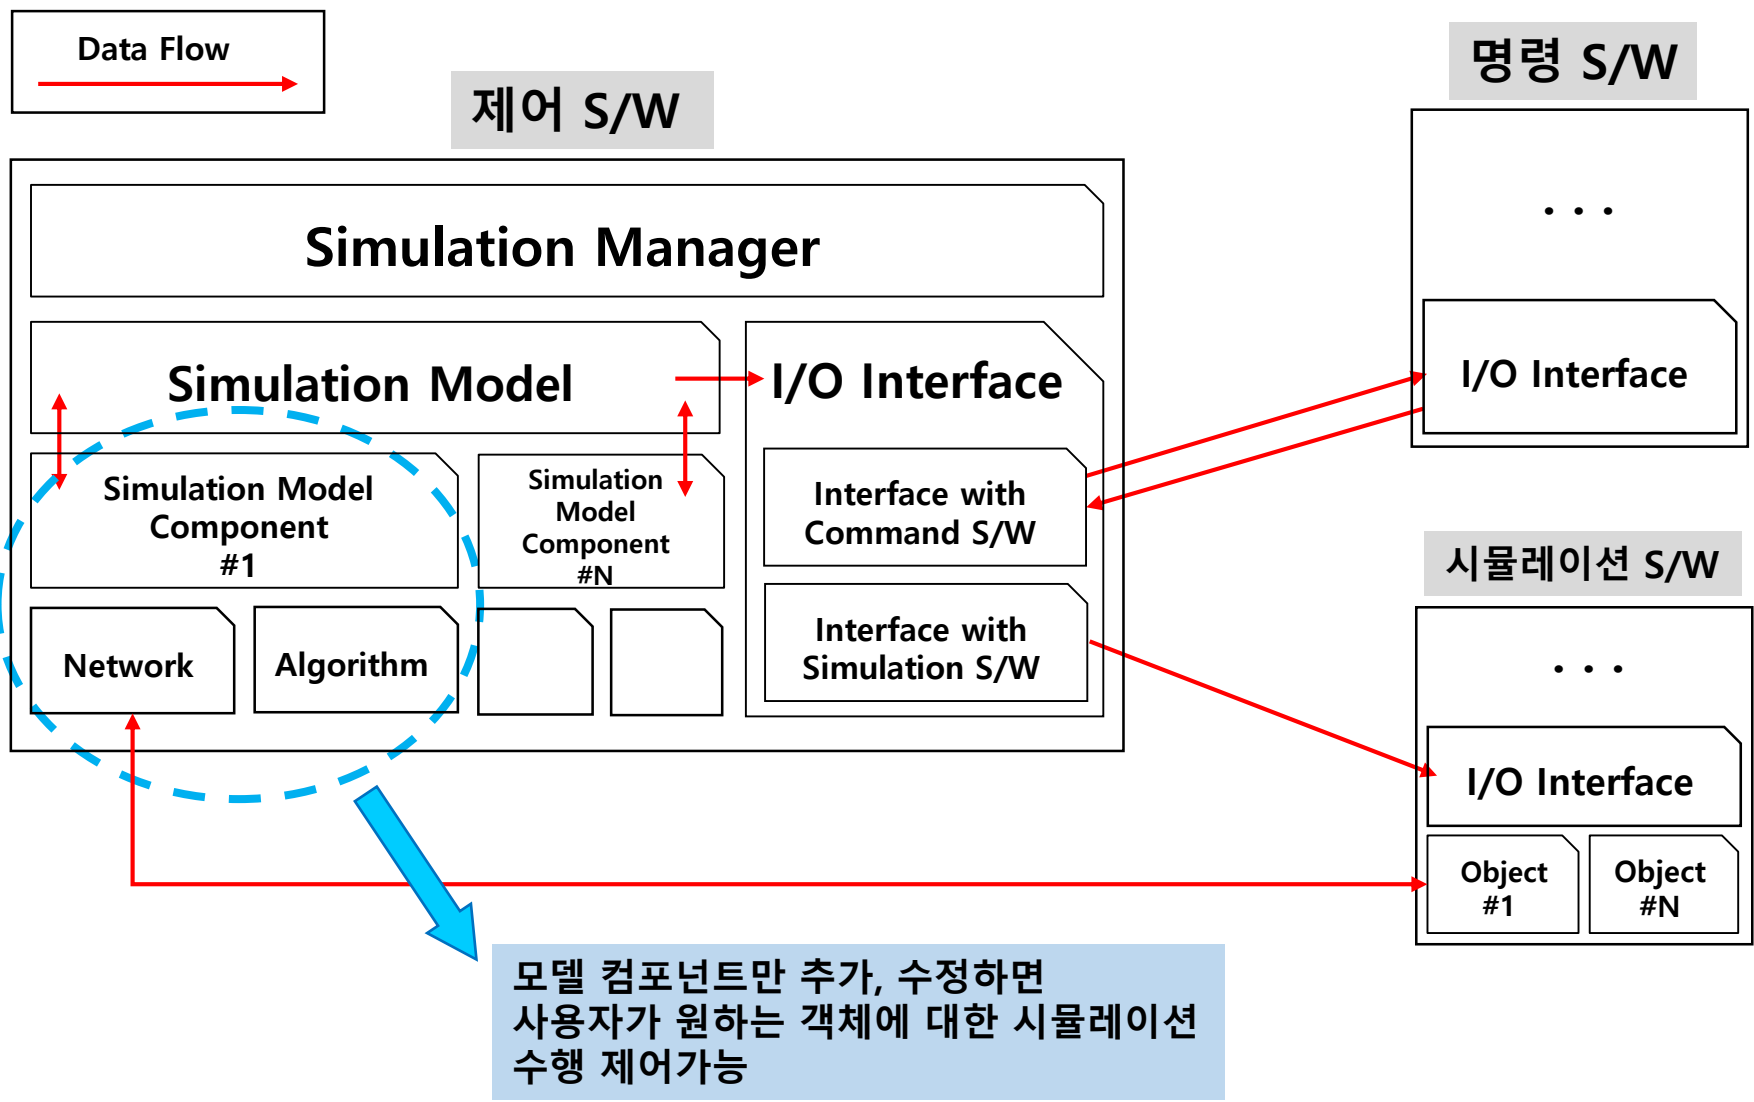 Data Flow
제어 S/W
명령 S/W
Simulation Manager
. . .
Simulation Model
I/O Interface
I/O Interface
Simulation Model
Component
#1
Simulation
Model
Component
#N
Interface with
Command S/W
시뮬레이션 S/W
Network
Algorithm
Interface with
Simulation S/W
. . .
I/O Interface
Object
#1
Object
#N
모델 컴포넌트만 추가, 수정하면
사용자가 원하는 객체에 대한 시뮬레이션
수행 제어가능